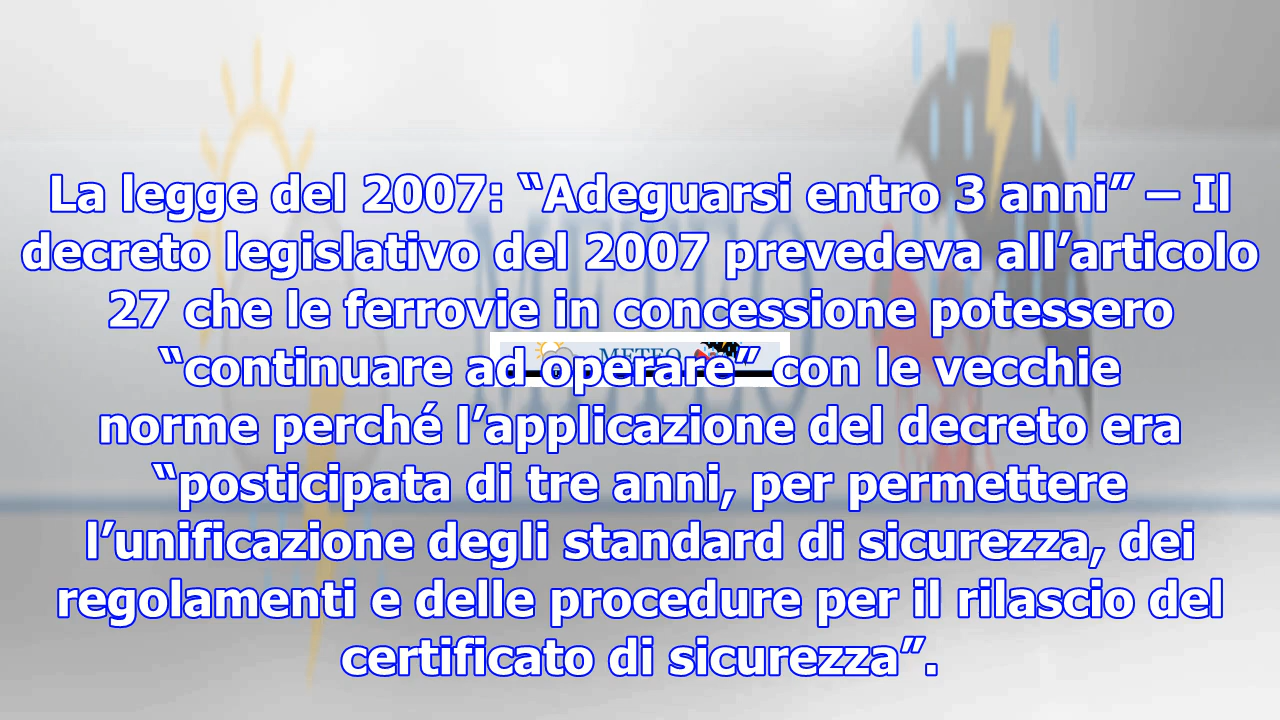 La legge del 2007: “Adeguarsi entro 3 anni” – Il
decreto legislativo del 2007 prevedeva all’articolo
27 che le ferrovie in concessione potessero
“continuare ad operare” con le vecchie
norme perché l’applicazione del decreto era
“posticipata di tre anni, per permettere
l’unificazione degli standard di sicurezza, dei
regolamenti e delle procedure per il rilascio del
certificato di sicurezza”.
METEO
METEO